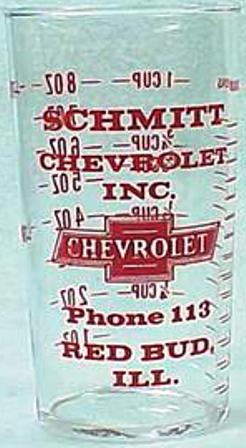 SCHMITT
CHEVROLET
INC.
CHEVROLET
Phone 113
RED BUD,
ILL.
8 OZ
1 CUP
6 OZ
5 OZ
4 OZ
2 OZ